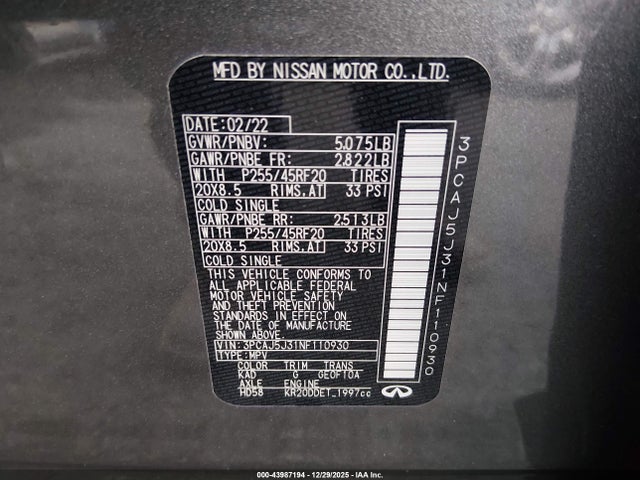 MFD BY NISSAN MOTOR CO.,LTD.
DATE: 02/22
GVWR/PNBV: 5,075LB
GAWR/PNBE FR: 2,822LB
WITH P255/45RF20 TIRES
20X8.5 RIMS.AT 33 PSI
COLD SINGLE
GAWR/PNBE RR: 2,513LB
WITH P255/45RF20 TIRES
20X8.5 RIMS.AT 33 PSI
COLD SINGLE
THIS VEHICLE CONFORMS TO
ALL APPLICABLE FEDERAL
MOTOR VEHICLE SAFETY
AND THEFT PREVENTION
STANDARDS IN EFFECT ON
THE DATE OF MANUFACTURE
SHOWN ABOVE.
VIN: 3PCAJ5J31NF110930
TYPE:MPV
COLOR TRIM TRANS
KAD G GE0F10A
AXLE ENGINE
HD58 KR20DDET_1997cc
3PCAJ5J31NF110930
INFINITI
000-43987194 - 12/29/2025 - IAA Inc.